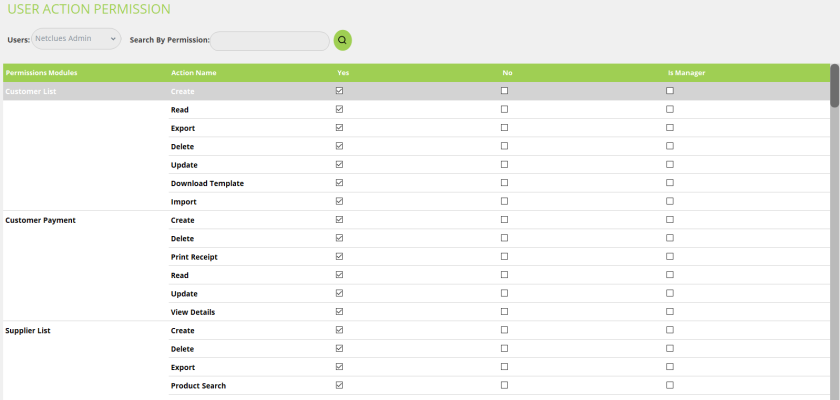 USER ACTION PERMISSION
Users: Netclues Admin Search By Permission:
Permissions Modules Action Name Yes No Is Manager
Customer List Create
Read
Export
Delete
Update
Download Template
Import
Customer Payment Create
Delete
Print Receipt
Read
Update
View Details
Supplier List Create
Delete
Export
Product Search